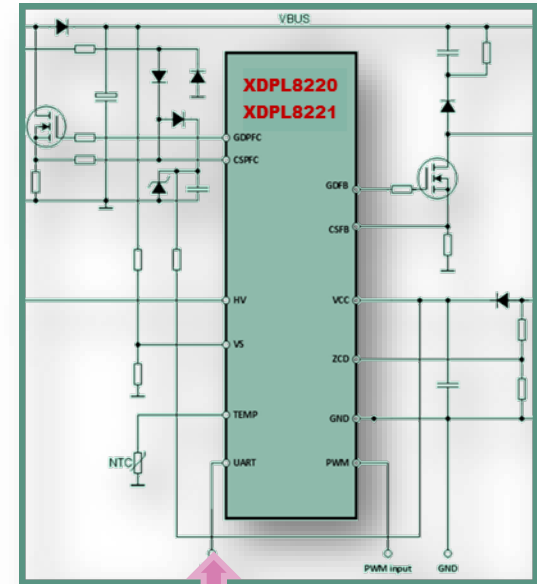 VBUS
XDPL8220
XDPL8221
GDPFC
CSPFC
GDFB
CSFB
HV
VCC
VS
ZCD
TEMP
GND
NTC
UART
PWM
PWM input
GND